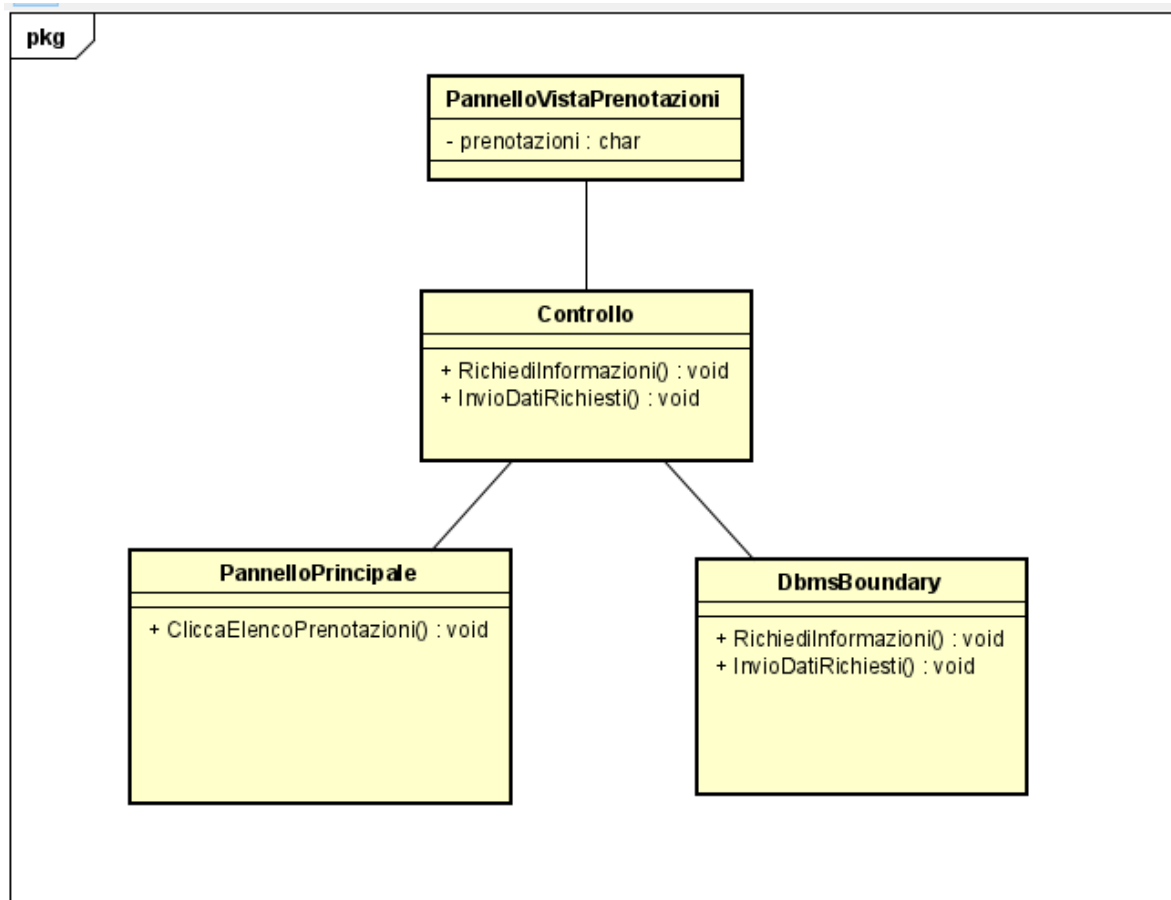 pkg
PannelloVistaPrenotazioni
- prenotazioni : char
Controllo
+ RichiediInformazioni() : void
+ InvioDatiRichiesti() : void
PannelloPrincipale
+ CliccaElencoPrenotazioni() : void
DbmsBoundary
+ RichiediInformazioni() : void
+ InvioDatiRichiesti() : void